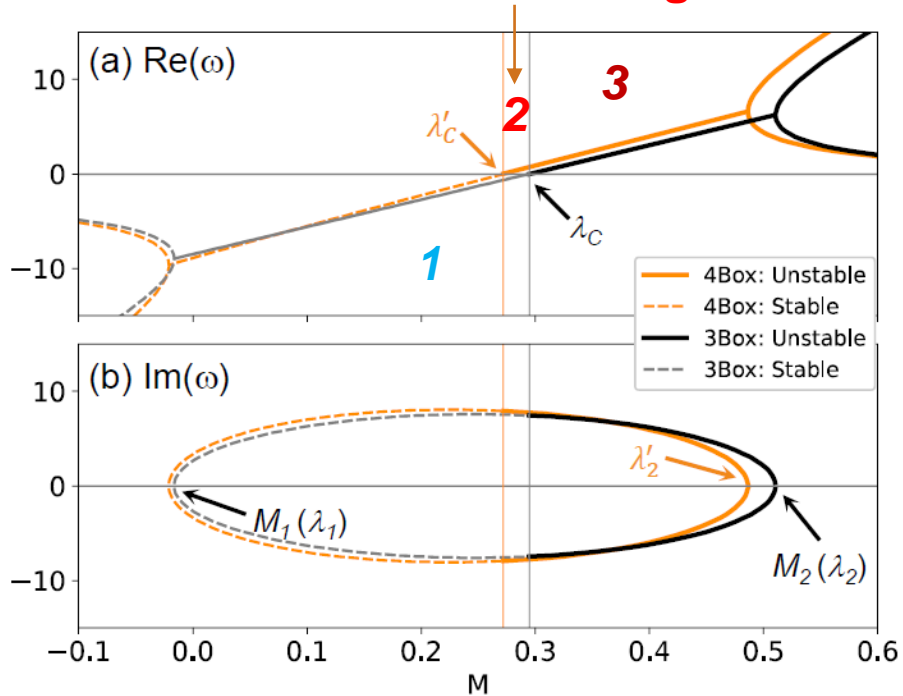 (a) Re(ω)
3
2
λ′C
λC
1
10
0
−10
4Box: Unstable
4Box: Stable
3Box: Unstable
3Box: Stable
(b) Im(ω)
10
0
−10
λ′2
M1(λ1)
M2(λ2)
−0.1 0.0 0.1 0.2 0.3 0.4 0.5 0.6
M